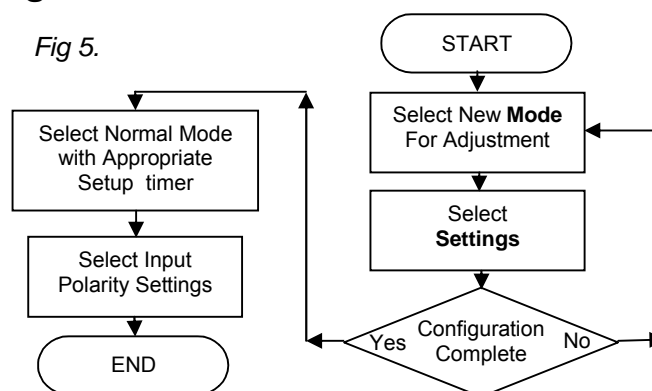 Fig 5.
START
Select New Mode
For Adjustment
Select
Settings
Yes
Configuration
Complete
No
Select Normal Mode
with Appropriate
Setup timer
Select Input
Polarity Settings
END